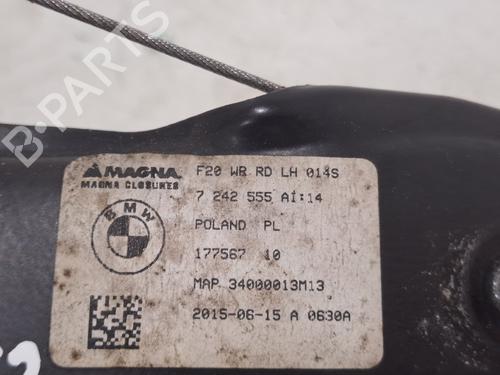 B-PARTS
MAGNA
MAGNA CLOSURES
BMW
F20 WR RD LH 014S
7 242 555 AI:14
POLAND PL
177567 10
MAP 34000013M13
2015-06-15 A 0630A